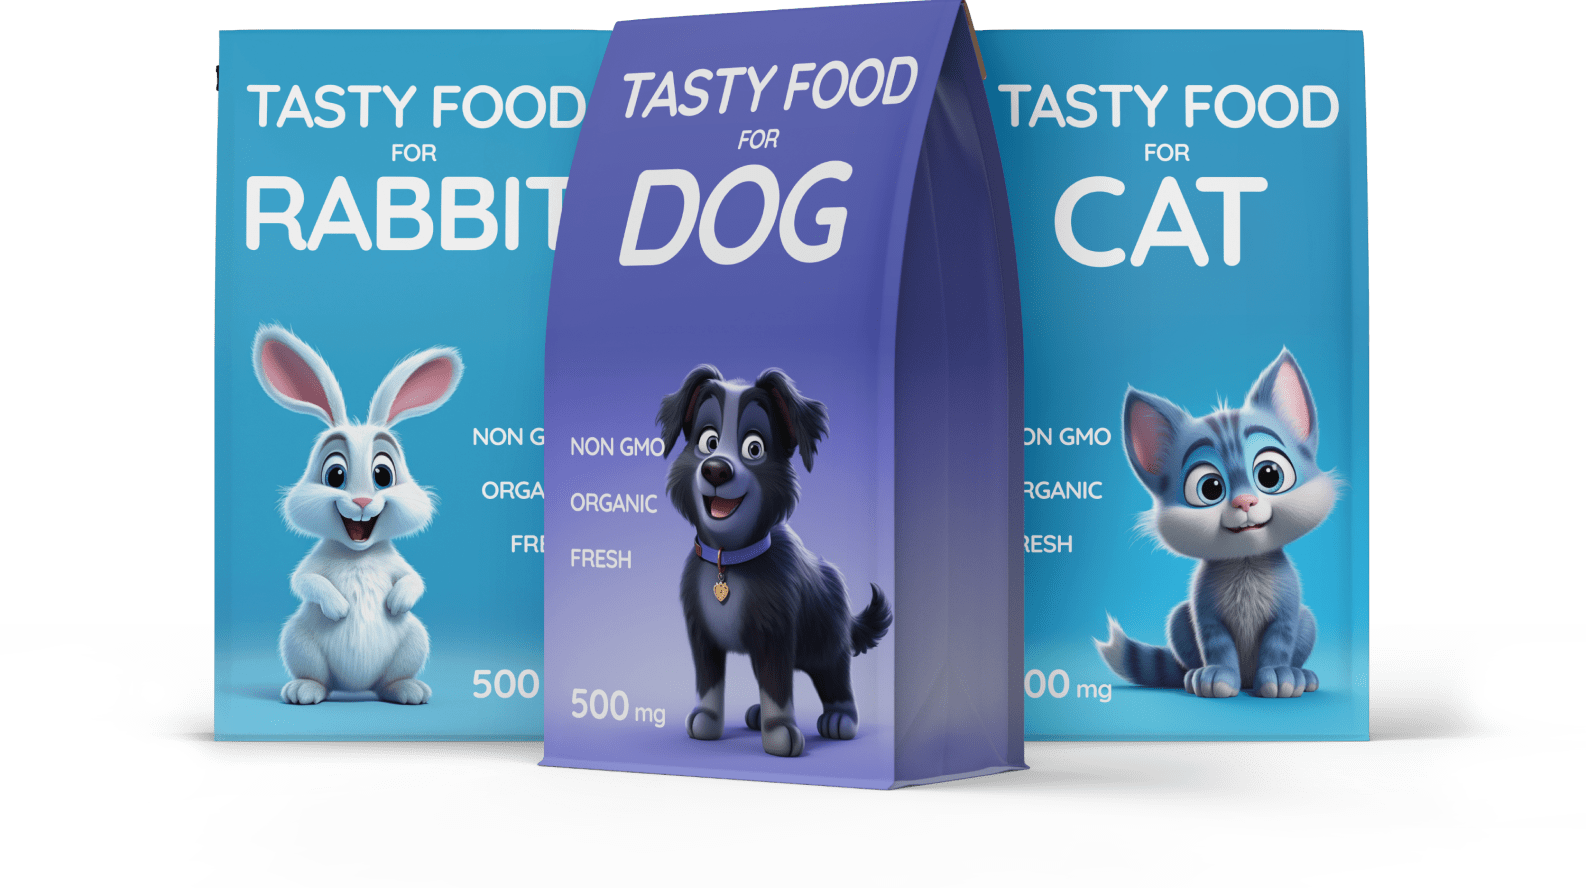 TASTY FOOD
FOR
RABBIT
NON G
ORGA
FRE
500
TASTY FOOD
FOR
DOG
NON GMO
ORGANIC
FRESH
500 mg
TASTY FOOD
FOR
CAT
ON GMO
RGANIC
RESH
00 mg